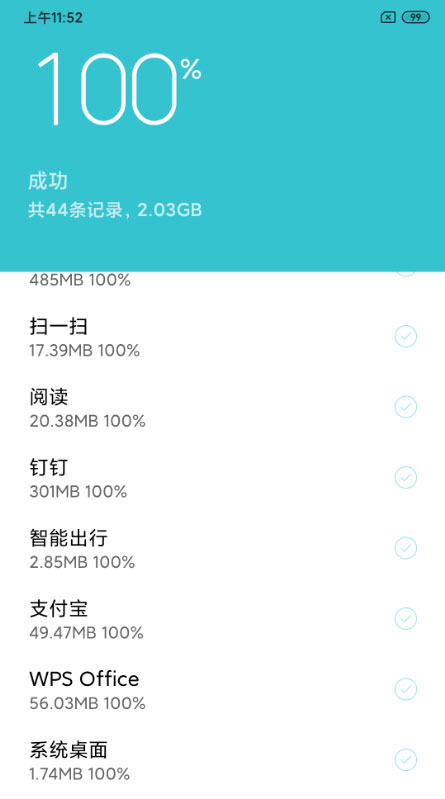 上午11:52
99
100%
成功
共44条记录，2.03GB
485MB 100%
扫一扫
17.39MB 100%
阅读
20.38MB 100%
钉钉
301MB 100%
智能出行
2.85MB 100%
支付宝
49.47MB 100%
WPS Office
56.03MB 100%
系统桌面
1.74MB 100%